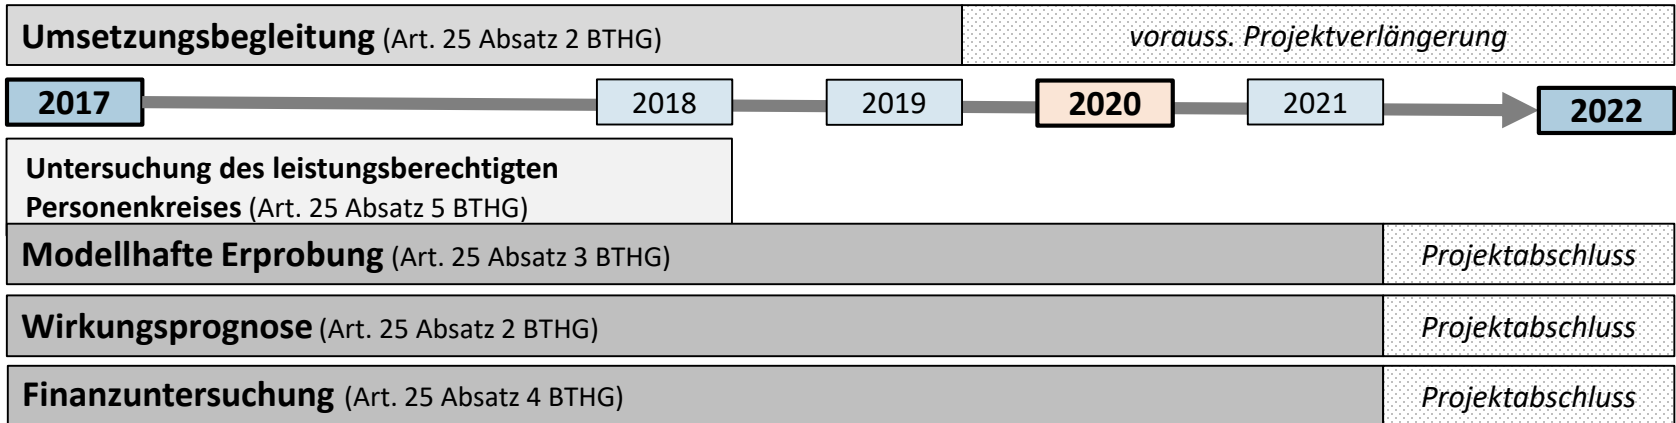 Umsetzungsbegleitung (Art. 25 Absatz 2 BTHG) vorauss. Projektverlängerung
2017 2018 2019 2020 2021 2022
Untersuchung des leistungsberechtigten
Personenkreises (Art. 25 Absatz 5 BTHG)
Modellhafte Erprobung (Art. 25 Absatz 3 BTHG) Projektabschluss
Wirkungsprognose (Art. 25 Absatz 2 BTHG) Projektabschluss
Finanzuntersuchung (Art. 25 Absatz 4 BTHG) Projektabschluss